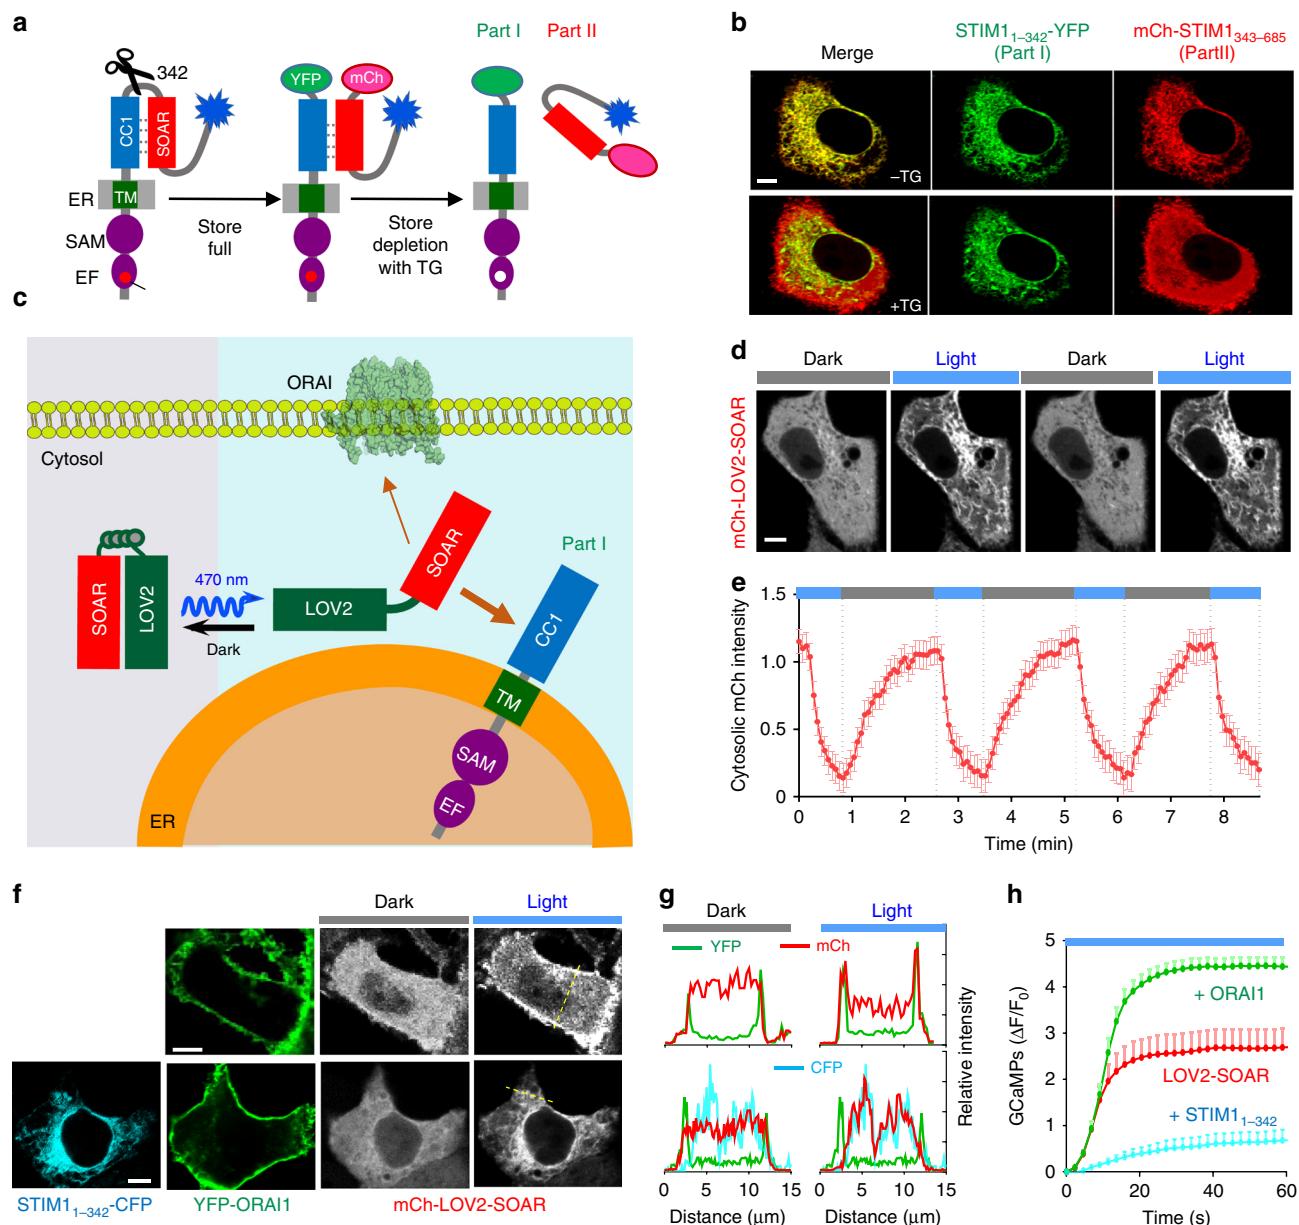 a
Part I
Part II
342
YFP
mCh
CC1
SOAR
ER
TM
SAM
EF
Store
full
Store
depletion
with TG
b
Merge
STIM1₁₋₃₄₂-YFP
(Part I)
mCh-STIM1₃₄₃₋₆₈₅
(PartII)
–TG
+TG
c
ORAI
Cytosol
SOAR
LOV2
470 nm
Dark
LOV2
SOAR
Part I
CC1
TM
SAM
EF
ER
d
Dark
Light
Dark
Light
mCh-LOV2-SOAR
e
Cytosolic mCh intensity
1.5
1.0
0.5
0
0 1 2 3 4 5 6 7 8
Time (min)
f
Dark
Light
STIM1₁₋₃₄₂-CFP
YFP-ORAI1
mCh-LOV2-SOAR
g
Dark
Light
YFP
mCh
CFP
Relative intensity
0 5 10 15
0 5 10 15
Distance (μm)
Distance (μm)
h
GCaMPs (ΔF/F₀)
5
4
3
2
1
0
+ ORAI1
LOV2-SOAR
+ STIM1₁₋₃₄₂
0 20 40 60
Time (s)